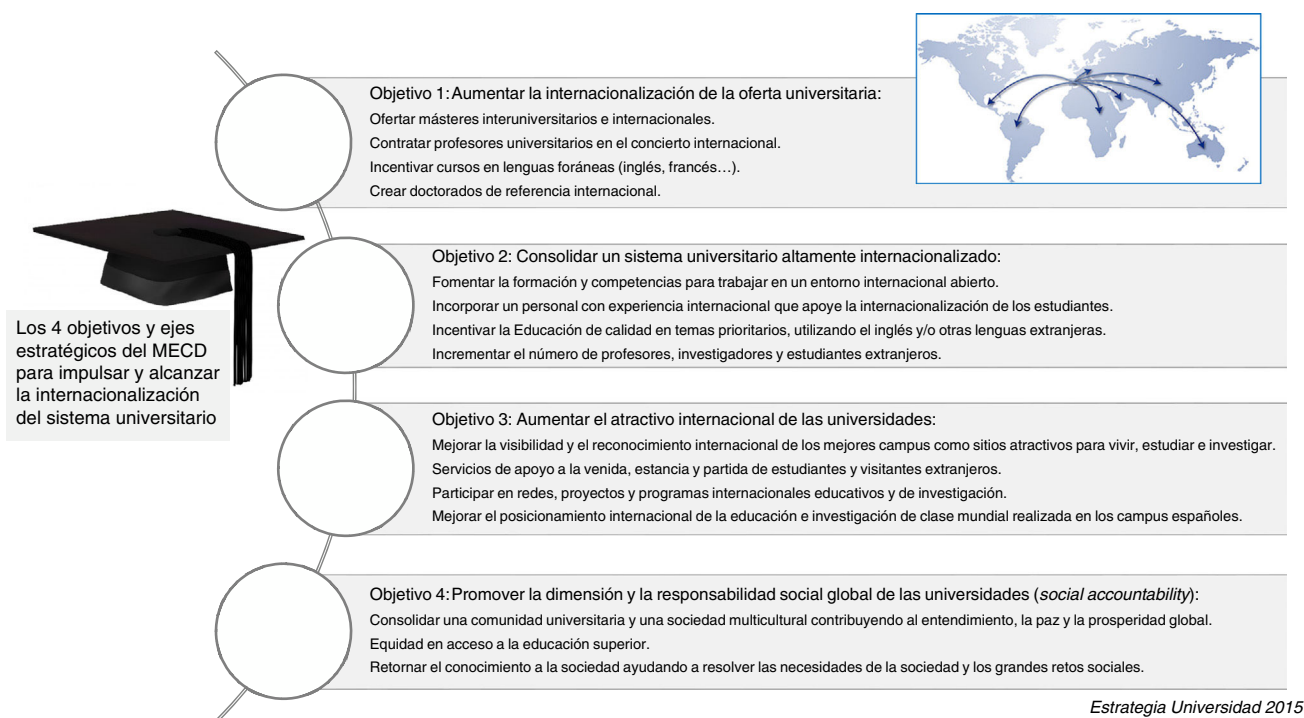 Objetivo 1: Aumentar la internacionalización de la oferta universitaria:
Ofertar másteres interuniversitarios e internacionales.
Contratar profesores universitarios en el concierto internacional.
Incentivar cursos en lenguas foráneas (inglés, francés…).
Crear doctorados de referencia internacional.
Los 4 objetivos y ejes
estratégicos del MECD
para impulsar y alcanzar
la internacionalización
del sistema universitario
Objetivo 2: Consolidar un sistema universitario altamente internacionalizado:
Fomentar la formación y competencias para trabajar en un entorno internacional abierto.
Incorporar un personal con experiencia internacional que apoye la internacionalización de los estudiantes.
Incentivar la Educación de calidad en temas prioritarios, utilizando el inglés y/o otras lenguas extranjeras.
Incrementar el número de profesores, investigadores y estudiantes extranjeros.
Objetivo 3: Aumentar el atractivo internacional de las universidades:
Mejorar la visibilidad y el reconocimiento internacional de los mejores campus como sitios atractivos para vivir, estudiar e investigar.
Servicios de apoyo a la venida, estancia y partida de estudiantes y visitantes extranjeros.
Participar en redes, proyectos y programas internacionales educativos y de investigación.
Mejorar el posicionamiento internacional de la educación e investigación de clase mundial realizada en los campus españoles.
Objetivo 4: Promover la dimensión y la responsabilidad social global de las universidades (social accountability):
Consolidar una comunidad universitaria y una sociedad multicultural contribuyendo al entendimiento, la paz y la prosperidad global.
Equidad en acceso a la educación superior.
Retornar el conocimiento a la sociedad ayudando a resolver las necesidades de la sociedad y los grandes retos sociales.
Estrategia Universidad 2015